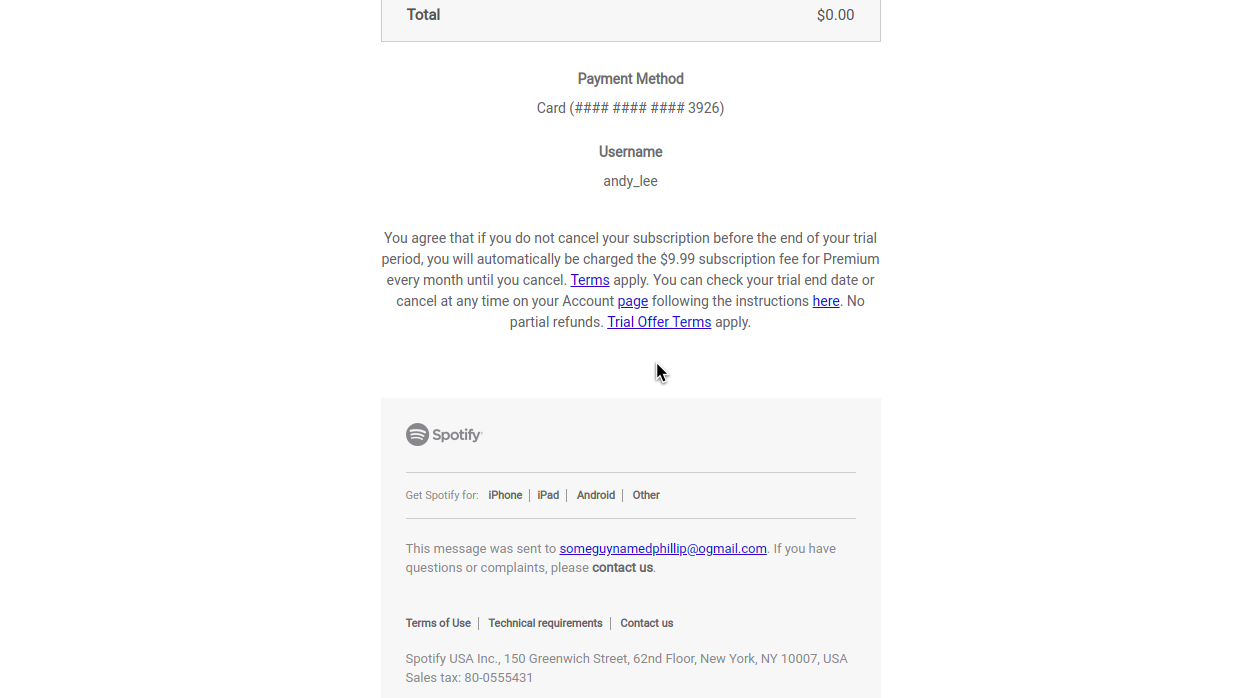 Total $0.00
Payment Method
Card (#### #### #### 3926)
Username
andy_lee
You agree that if you do not cancel your subscription before the end of your trial
period, you will automatically be charged the $9.99 subscription fee for Premium
every month until you cancel. Terms apply. You can check your trial end date or
cancel at any time on your Account page following the instructions here. No
partial refunds. Trial Offer Terms apply.
Spotify
Get Spotify for: iPhone | iPad | Android | Other
This message was sent to someguynamedphillip@ogmail.com. If you have
questions or complaints, please contact us.
Terms of Use | Technical requirements | Contact us
Spotify USA Inc., 150 Greenwich Street, 62nd Floor, New York, NY 10007, USA
Sales tax: 80-0555431